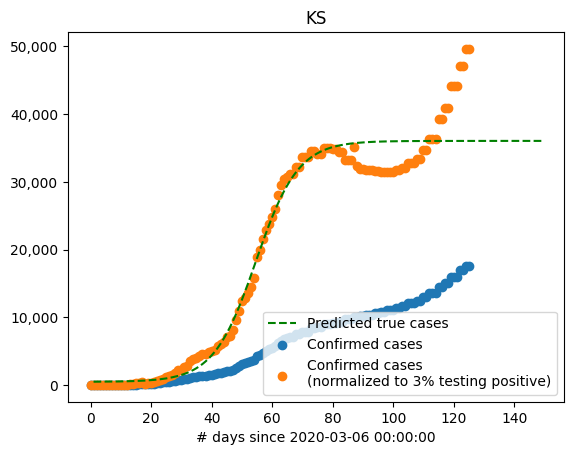 KS
50,000
40,000
30,000
20,000
10,000
0
Predicted true cases
Confirmed cases
Confirmed cases
(normalized to 3% testing positive)
0 20 40 60 80 100 120 140
# days since 2020-03-06 00:00:00